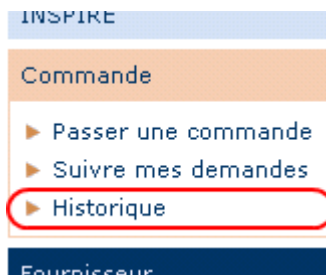 INSPIRE
Commande
Passer une commande
Suivre mes demandes
Historique
Fournisseur